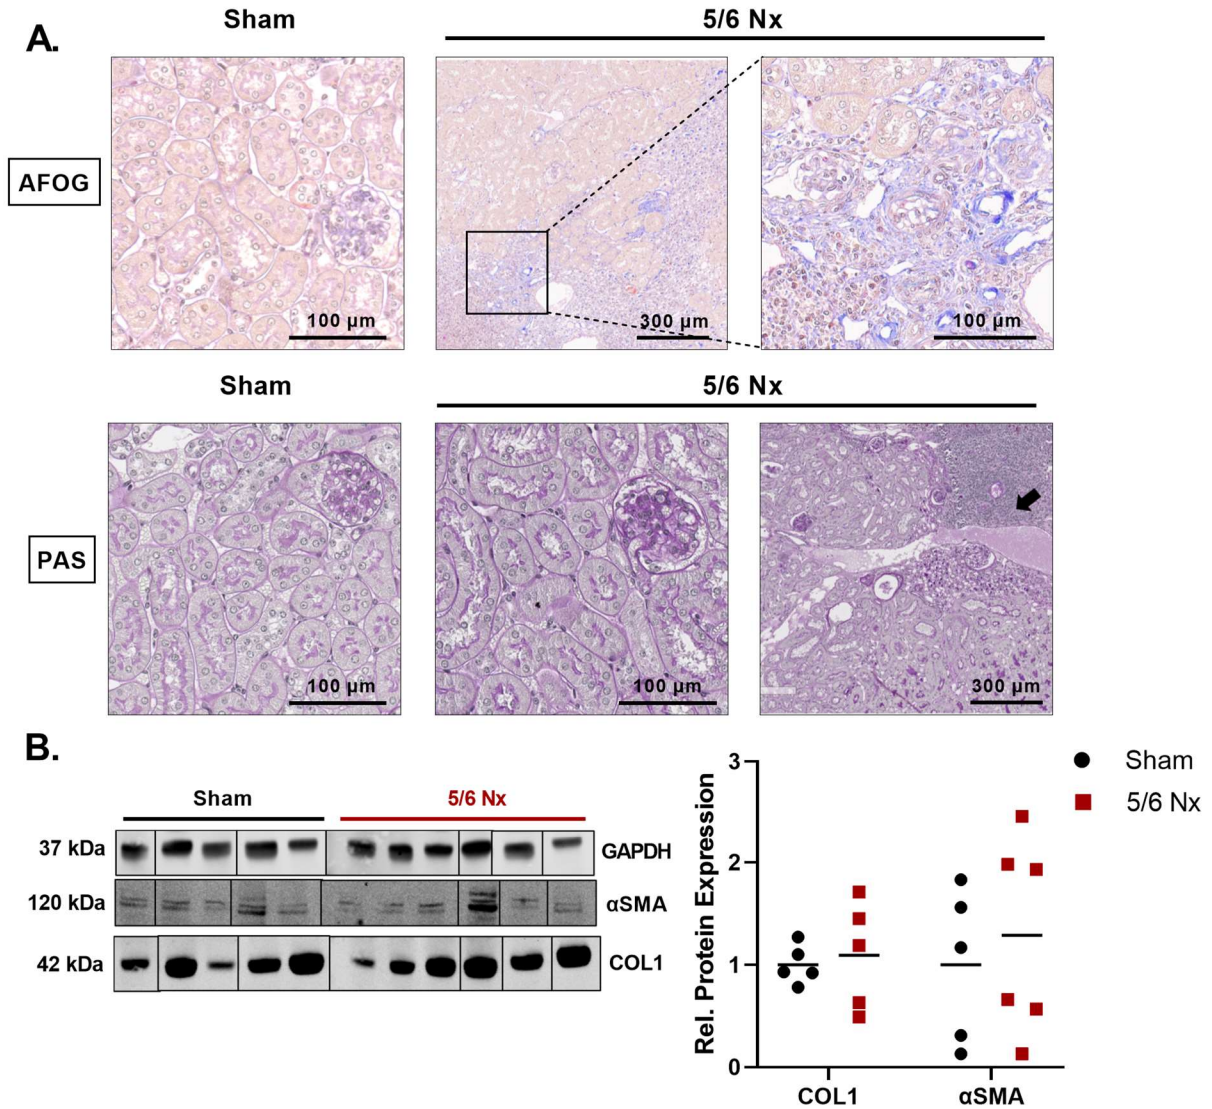 A.
Sham
5/6 Nx
AFOG
100 µm
300 µm
100 µm
Sham
5/6 Nx
PAS
100 µm
100 µm
300 µm
B.
Sham
5/6 Nx
37 kDa
GAPDH
120 kDa
αSMA
42 kDa
COL1
Rel. Protein Expression
3
2
1
0
COL1
αSMA
Sham
5/6 Nx